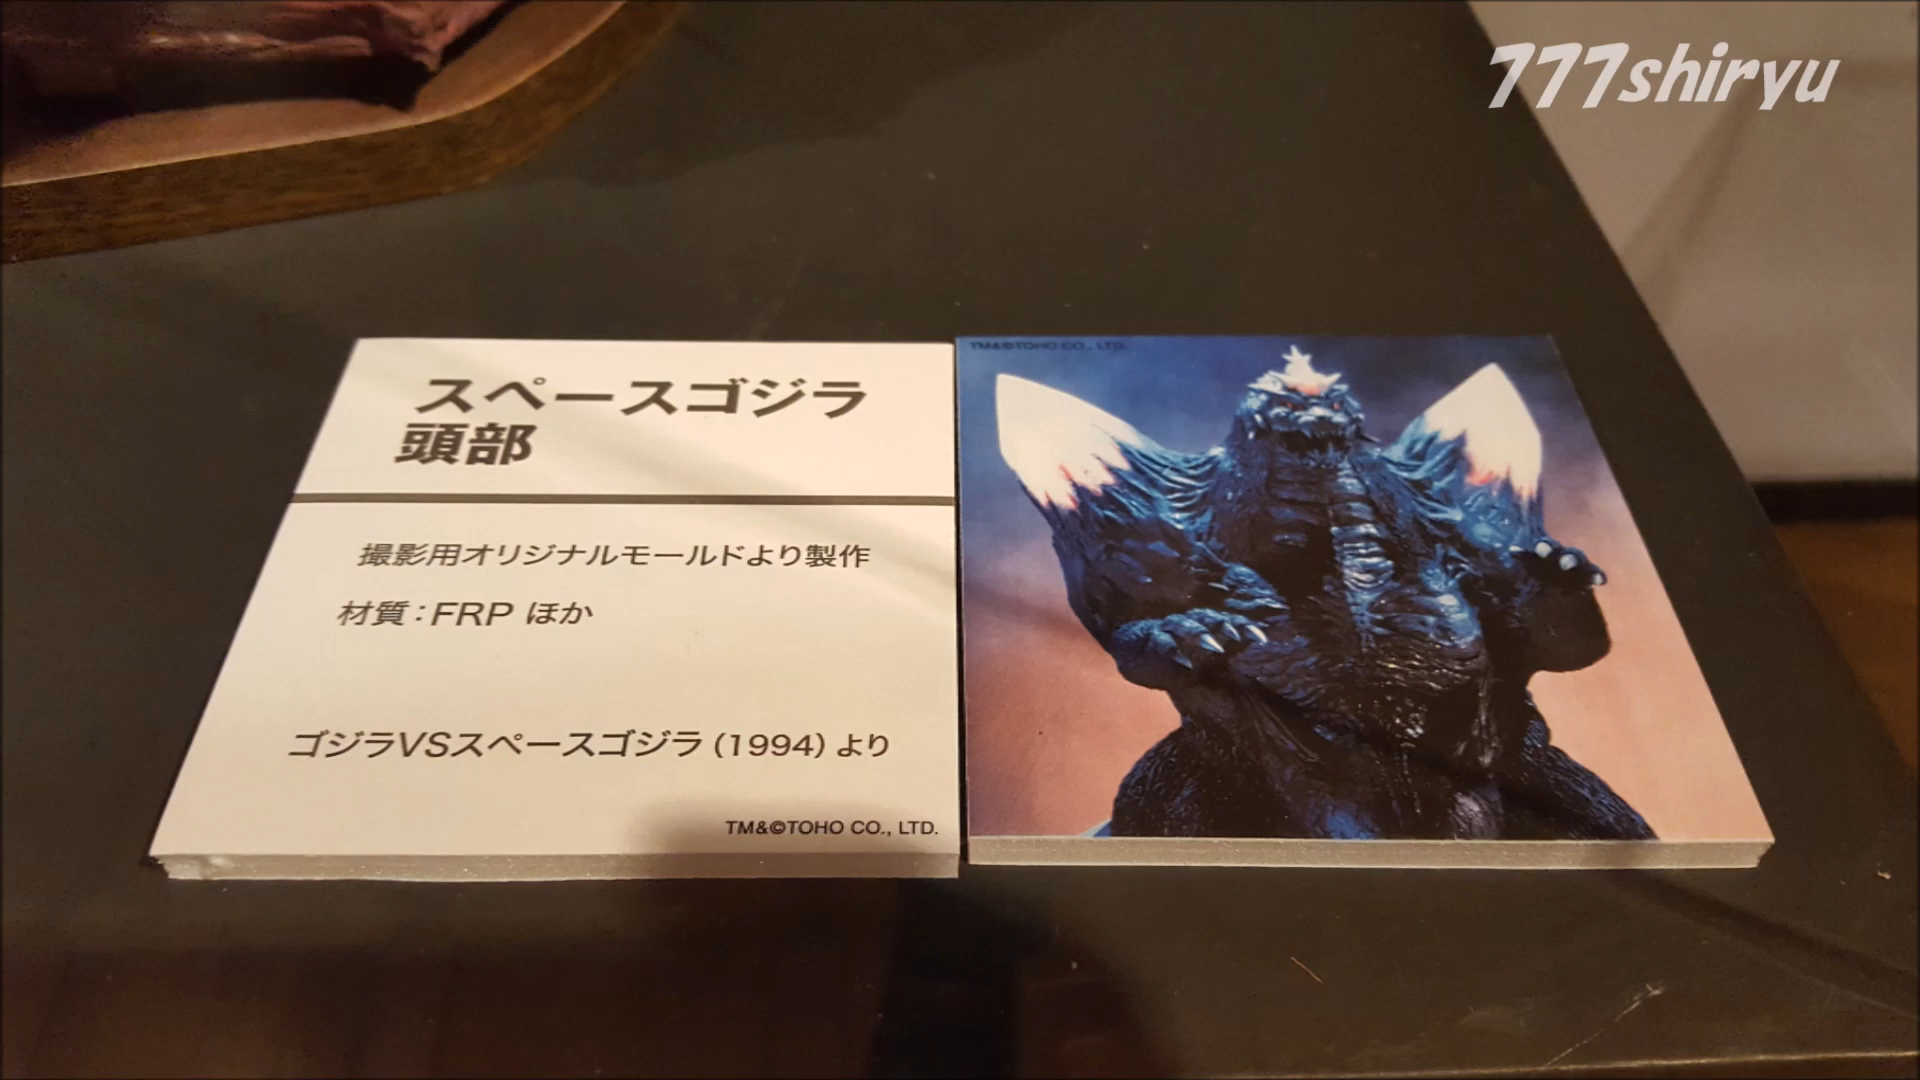 777shiryu
スペースゴジラ
頭部
撮影用オリジナルモールドより製作
材質：FRP ほか
ゴジラVSスペースゴジラ (1994) より
TM&©TOHO CO., LTD.
TM&©TOHO CO., LTD.